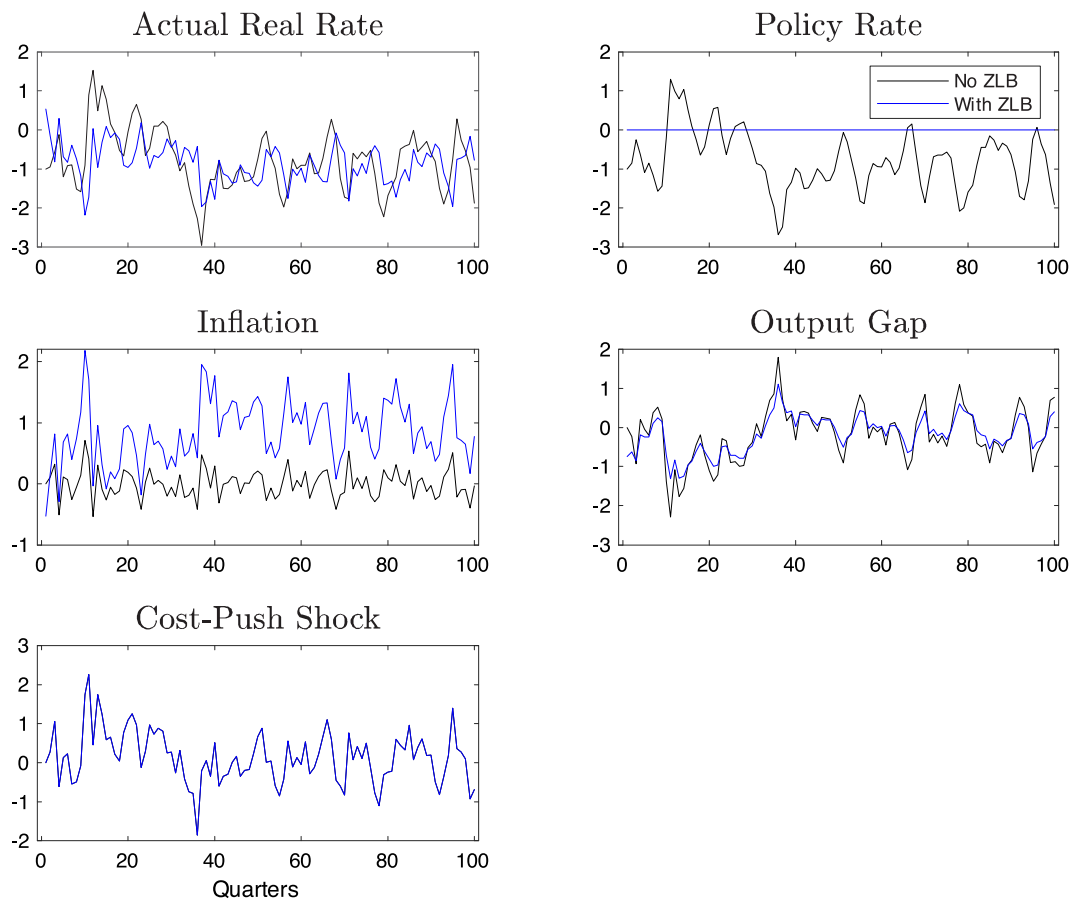 Actual Real Rate
2
1
0
-1
-2
-3
0 20 40 60 80 100
Policy Rate
No ZLB
With ZLB
2
1
0
-1
-2
-3
0 20 40 60 80 100
Inflation
2
1
0
-1
0 20 40 60 80 100
Output Gap
2
1
0
-1
-2
-3
0 20 40 60 80 100
Cost-Push Shock
3
2
1
0
-1
-2
0 20 40 60 80 100
Quarters